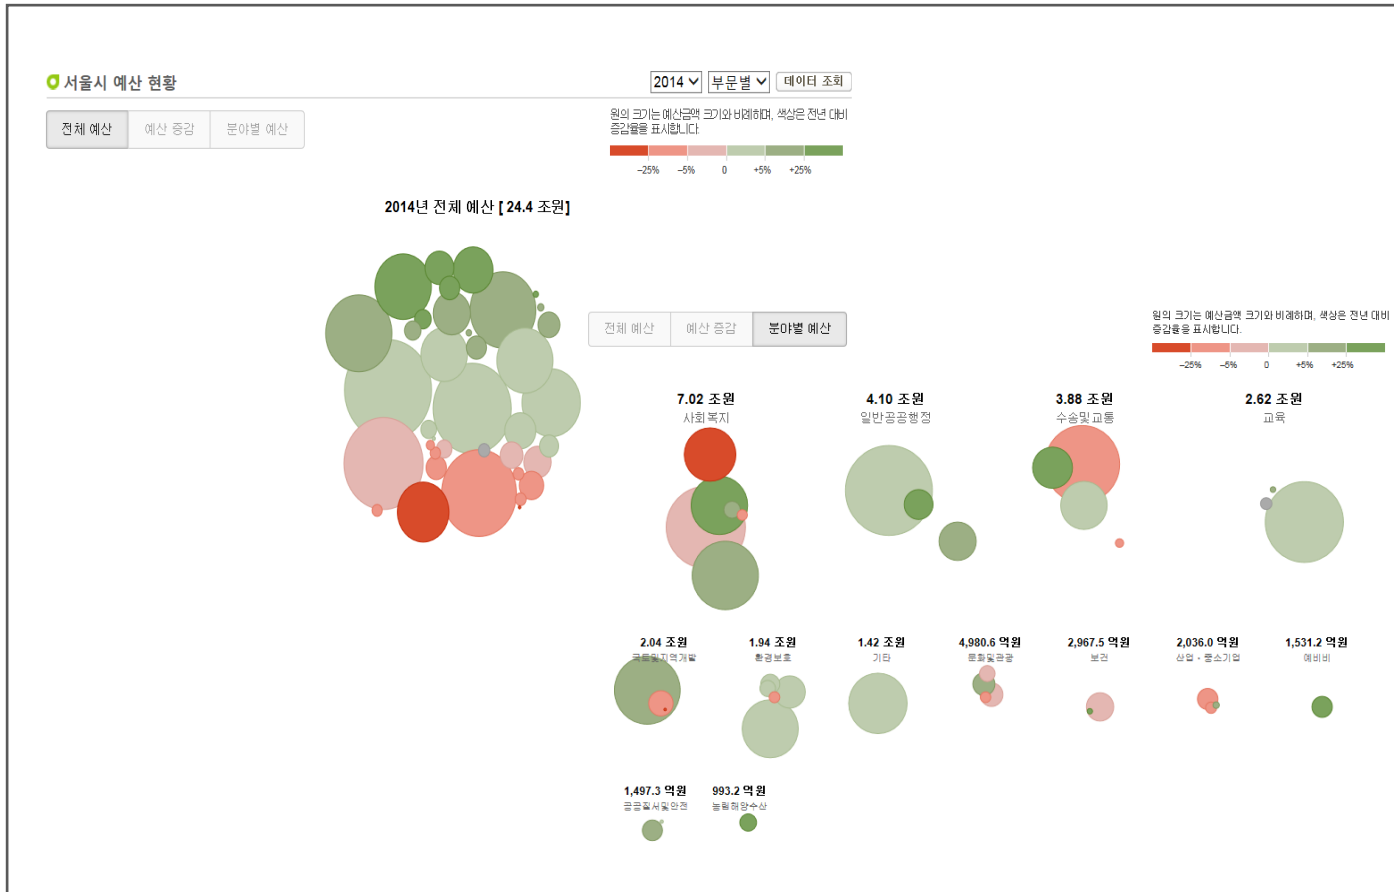 서울시 예산 현황
2014 부문별 데이터 조회
전체 예산 예산 증감 분야별 예산
원의 크기는 예산금액 크기와 비례하며, 색상은 전년 대비
증감율을 표시합니다.
−25% −5% 0 +5% +25%
2014년 전체 예산 [ 24.4 조원]
전체 예산 예산 증감 분야별 예산
원의 크기는 예산금액 크기와 비례하며, 색상은 전년 대비
증감율을 표시합니다.
−25% −5% 0 +5% +25%
7.02 조원 4.10 조원 3.88 조원 2.62 조원
사회복지 일반공공행정 수송및교통 교육
2.04 조원 1.94 조원 1.42 조원 4,980.6 억원 2,967.5 억원 2,036.0 억원 1,531.2 억원
국토및지역개발 환경보호 기타 문화및관광 보건 산업・중소기업 예비비
1,497.3 억원 993.2 억원
공공질서및안전 농림해양수산